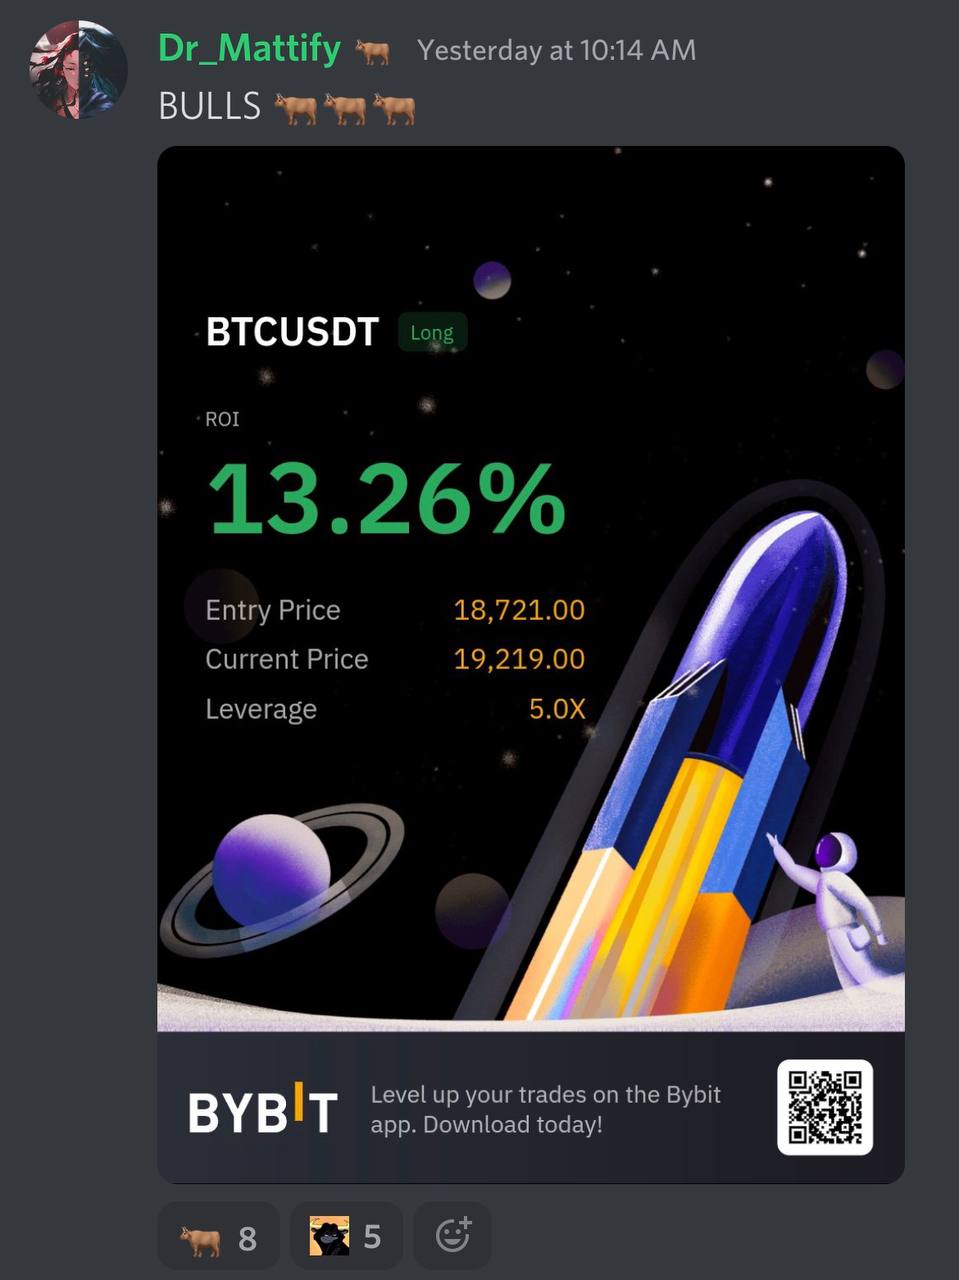 Dr_Mattify 🐂 Yesterday at 10:14 AM
BULLS 🐂🐂🐂
BTCUSDT Long
ROI
13.26%
Entry Price 18,721.00
Current Price 19,219.00
Leverage 5.0X
BYBIT
Level up your trades on the Bybit
app. Download today!
🐂 8 5